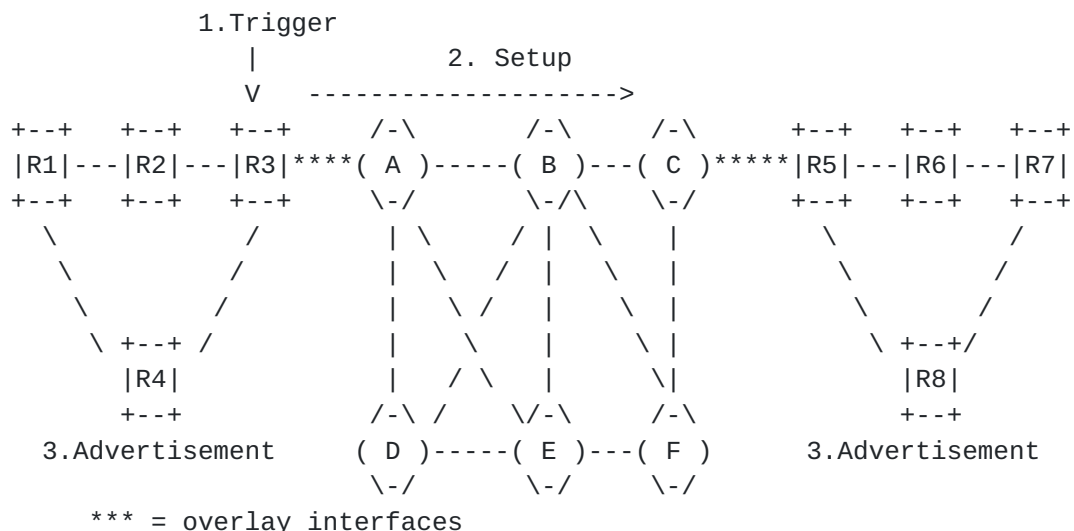 1.Trigger
2. Setup
R1 R2 R3 A B C R5 R6 R7
R4 R8
D E F
3.Advertisement 3.Advertisement
*** = overlay interfaces